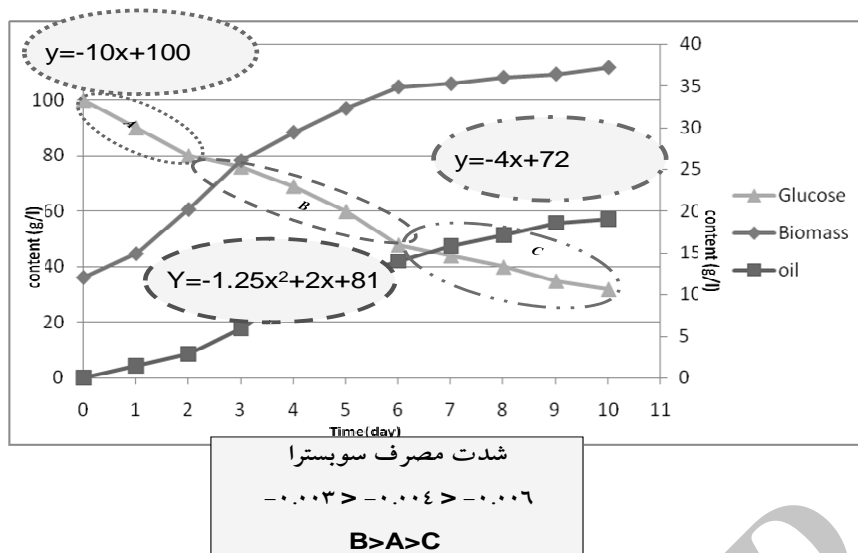 y=-10x+100
y=-4x+72
Y=-1.25x²+2x+81
A
B
C
content (g/l)
100
80
60
40
20
0
40
35
30
25
20
15
10
5
0
content (g/l)
0 1 2 3 4 5 6 7 8 9 10 11
Time(day)
Glucose
Biomass
oil
شدت مصرف سوبسترا
−۰.۰۰۳ > −۰.۰۰۴ > −۰.۰۰۶
B>A>C